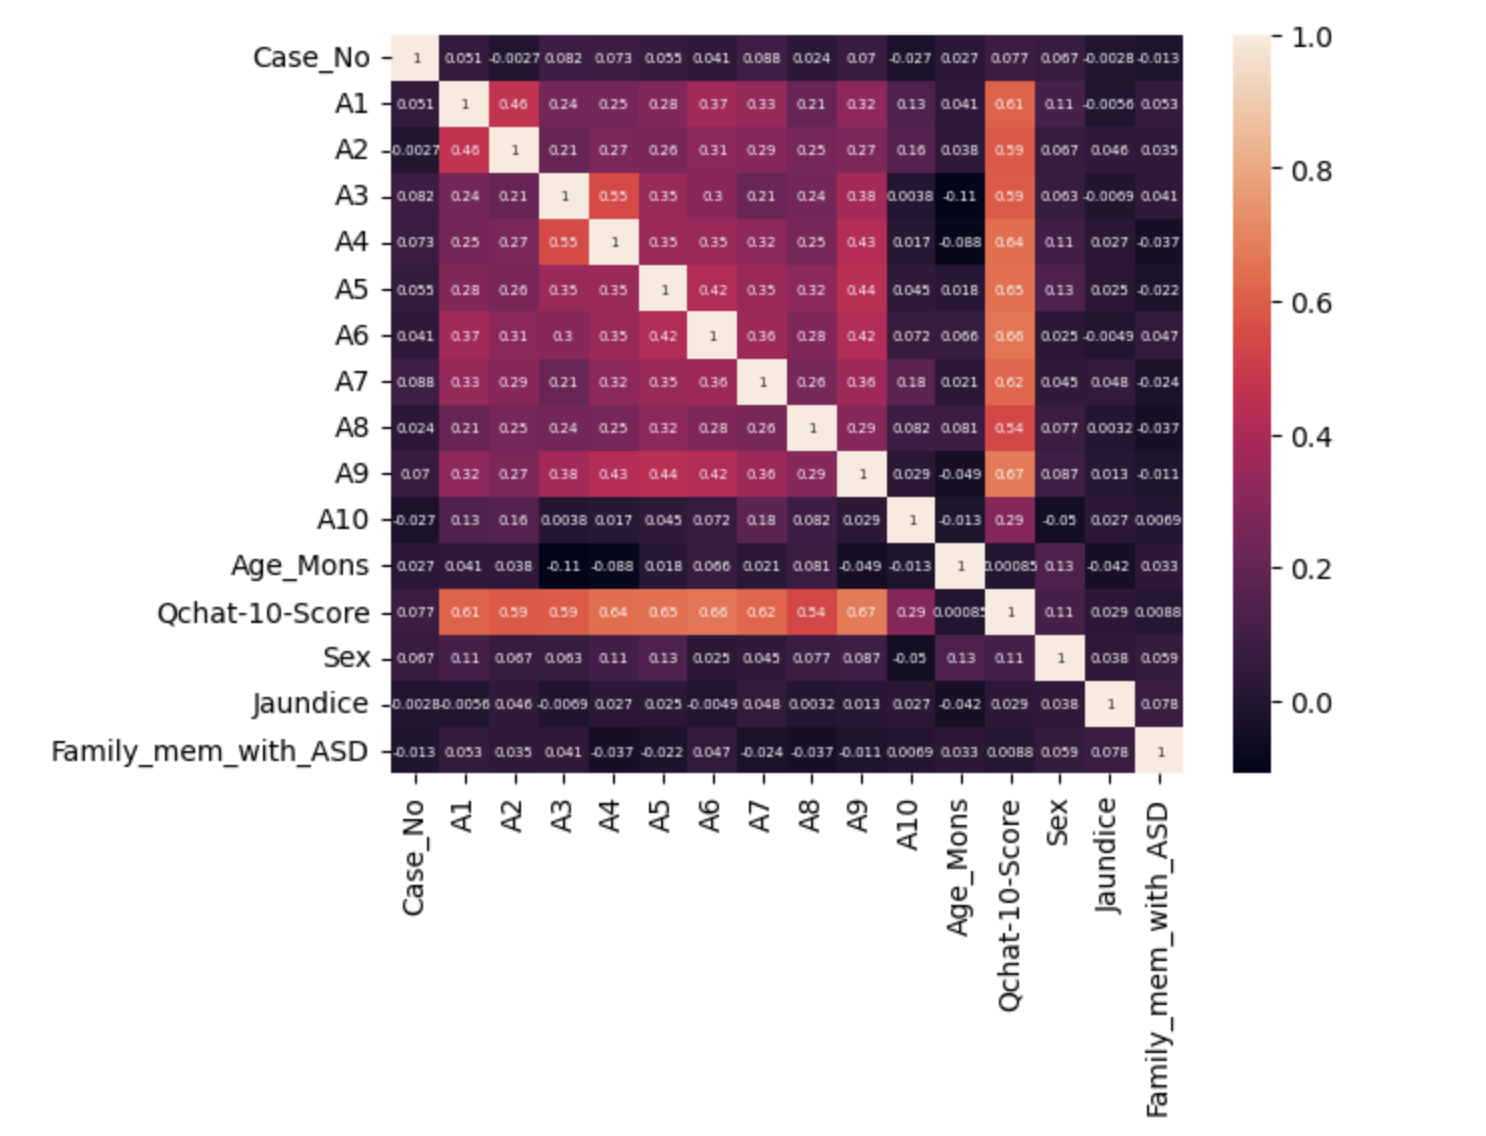 Case_No 1 0.051 -0.0027 0.082 0.073 0.055 0.041 0.088 0.024 0.07 -0.027 0.027 0.077 0.067 -0.0028 -0.013
A1 0.051 1 0.46 0.24 0.25 0.28 0.37 0.33 0.21 0.32 0.13 0.041 0.61 0.11 -0.0056 0.053
A2 -0.0027 0.46 1 0.21 0.27 0.26 0.31 0.29 0.25 0.27 0.16 0.038 0.59 0.067 0.046 0.035
A3 0.082 0.24 0.21 1 0.55 0.35 0.3 0.21 0.24 0.38 0.0038 -0.11 0.59 0.063 -0.0069 0.041
A4 0.073 0.25 0.27 0.55 1 0.35 0.35 0.32 0.25 0.43 0.017 -0.088 0.64 0.11 0.027 -0.037
A5 0.055 0.28 0.26 0.35 0.35 1 0.42 0.35 0.32 0.44 0.045 0.018 0.65 0.13 0.025 -0.022
A6 0.041 0.37 0.31 0.3 0.35 0.42 1 0.36 0.28 0.42 0.072 0.066 0.66 0.025 -0.0049 0.047
A7 0.088 0.33 0.29 0.21 0.32 0.35 0.36 1 0.26 0.36 0.18 0.021 0.62 0.045 0.048 -0.024
A8 0.024 0.21 0.25 0.24 0.25 0.32 0.28 0.26 1 0.29 0.082 0.081 0.54 0.077 0.0032 -0.037
A9 0.07 0.32 0.27 0.38 0.43 0.44 0.42 0.36 0.29 1 0.029 -0.049 0.67 0.087 0.013 -0.011
A10 -0.027 0.13 0.16 0.0038 0.017 0.045 0.072 0.18 0.082 0.029 1 -0.013 0.29 -0.05 0.027 0.0069
Age_Mons 0.027 0.041 0.038 -0.11 -0.088 0.018 0.066 0.021 0.081 -0.049 -0.013 1 0.00085 0.13 -0.042 0.033
Qchat-10-Score 0.077 0.61 0.59 0.59 0.64 0.65 0.66 0.62 0.54 0.67 0.29 0.00085 1 0.11 0.029 0.0088
Sex 0.067 0.11 0.067 0.063 0.11 0.13 0.025 0.045 0.077 0.087 -0.05 0.13 0.11 1 0.038 0.059
Jaundice -0.0028 -0.0056 0.046 -0.0069 0.027 0.025 -0.0049 0.048 0.0032 0.013 0.027 -0.042 0.029 0.038 1 0.078
Family_mem_with_ASD -0.013 0.053 0.035 0.041 -0.037 -0.022 0.047 -0.024 -0.037 -0.011 0.0069 0.033 0.0088 0.059 0.078 1
Case_No A1 A2 A3 A4 A5 A6 A7 A8 A9 A10 Age_Mons Qchat-10-Score Sex Jaundice Family_mem_with_ASD
1.0
0.8
0.6
0.4
0.2
0.0